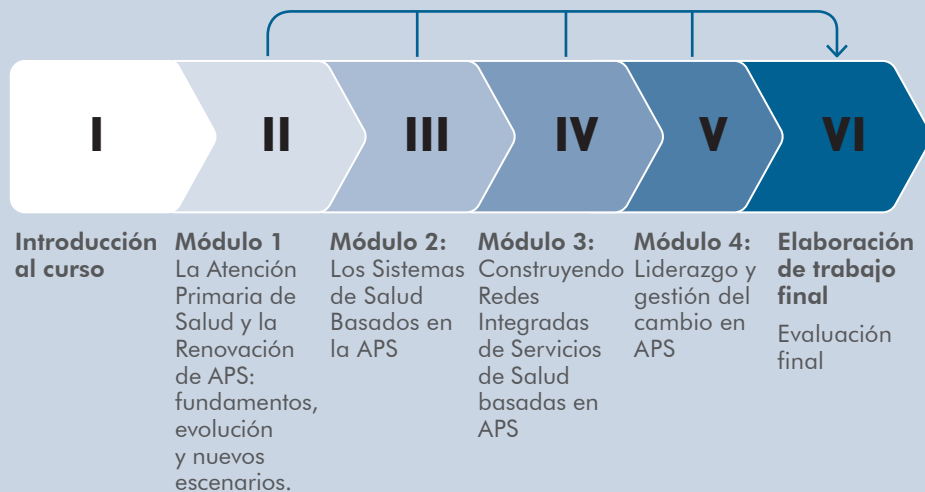 I
II
III
IV
V
VI
Introducción
al curso
Módulo 1
La Atención
Primaria de
Salud y la
Renovación
de APS:
fundamentos,
evolución
y nuevos
escenarios.
Módulo 2:
Los Sistemas
de Salud
Basados en
la APS
Módulo 3:
Construyendo
Redes
Integradas
de Servicios
de Salud
basadas en
APS
Módulo 4:
Liderazgo y
gestión del
cambio en
APS
Elaboración
de trabajo
final
Evaluación
final